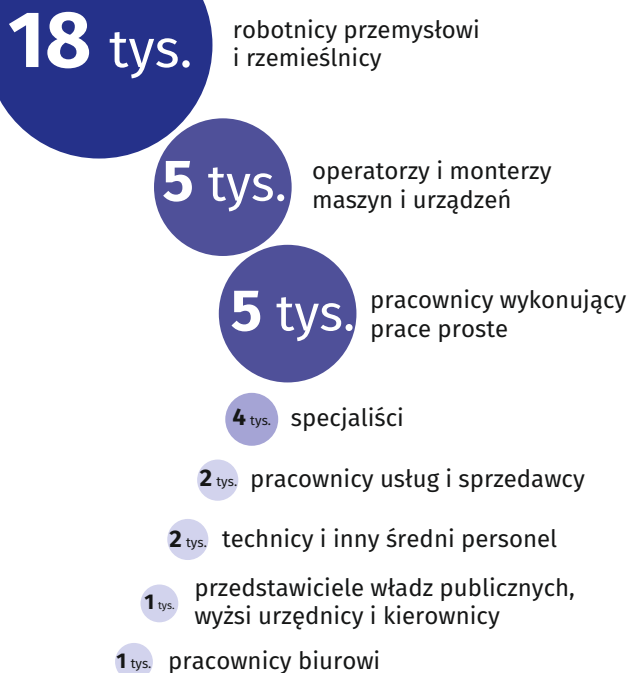 18 tys.
robotnicy przemysłowi
i rzemieślnicy
5 tys.
operatorzy i monterzy
maszyn i urządzeń
5 tys.
pracownicy wykonujący
prace proste
4 tys. specjaliści
2 tys. pracownicy usług i sprzedawcy
2 tys. technicy i inny średni personel
1 tys.
przedstawiciele władz publicznych,
wyżsi urzędnicy i kierownicy
1 tys. pracownicy biurowi